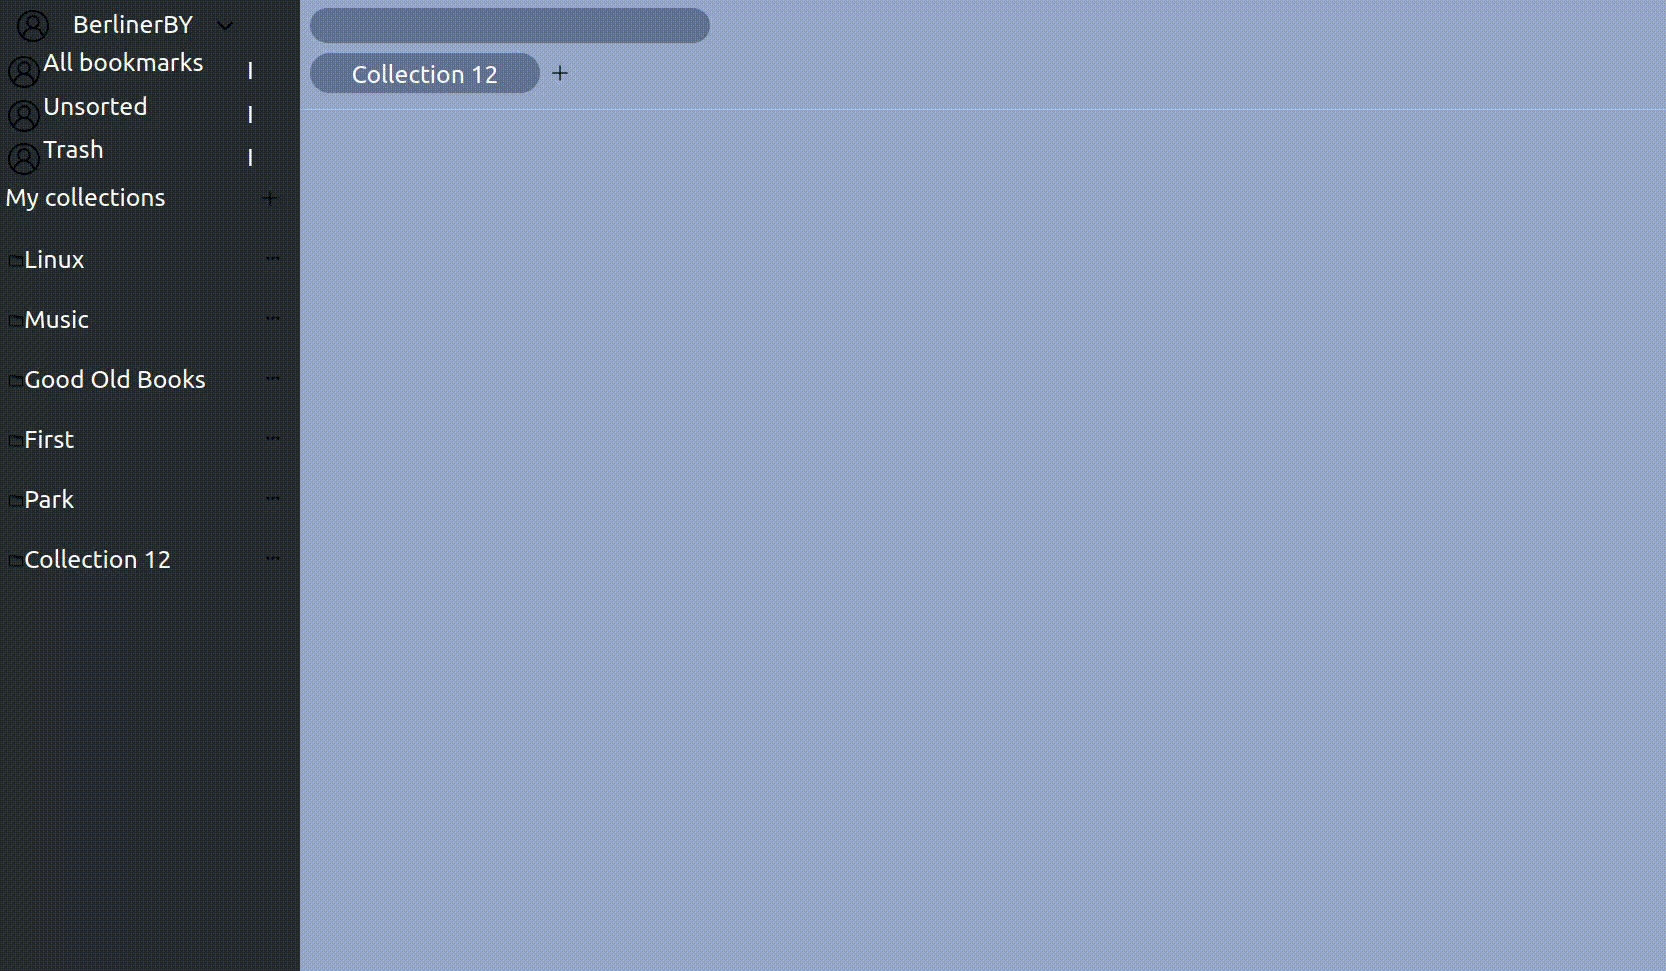 BerlinerBY
All bookmarks |
Unsorted |
Trash |
My collections +
Linux ...
Music ...
Good Old Books ...
First ...
Park ...
Collection 12 ...
Collection 12 +